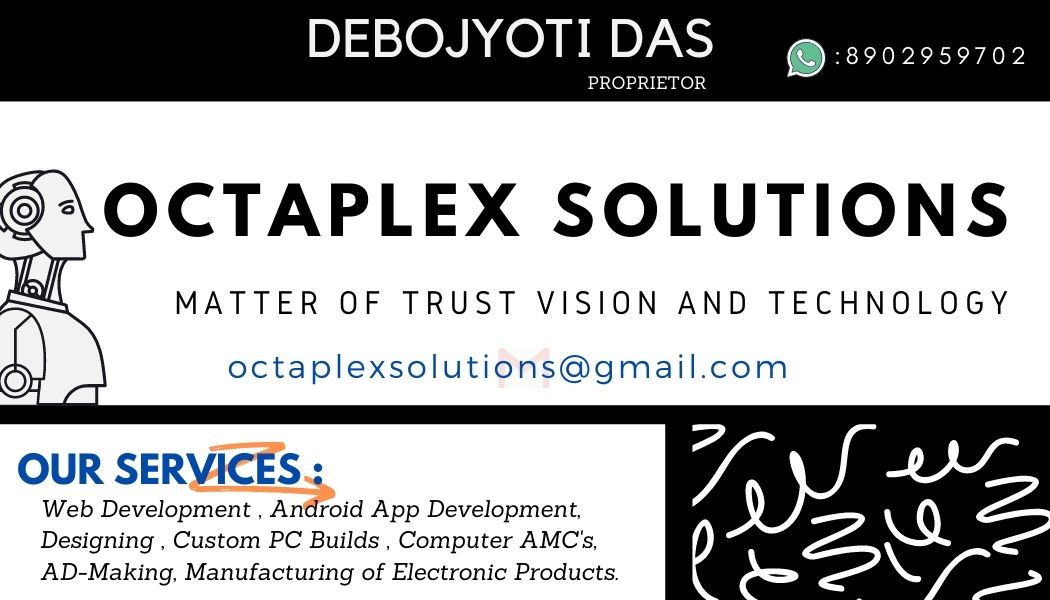 DEBOJYOTI DAS
PROPRIETOR
:8902959702
OCTAPLEX SOLUTIONS
MATTER OF TRUST VISION AND TECHNOLOGY
octaplexsolutions@gmail.com
OUR SERVICES :
Web Development , Android App Development,
Designing , Custom PC Builds , Computer AMC's,
AD-Making, Manufacturing of Electronic Products.